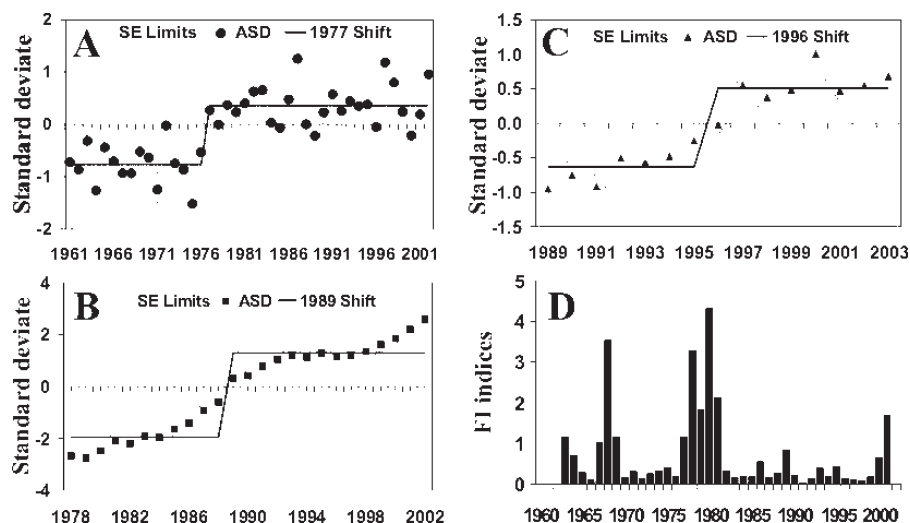 A
SE Limits ASD 1977 Shift
Standard deviate
2
1
0
-1
-2
1961 1966 1971 1976 1981 1986 1991 1996 2001
C
SE Limits ASD 1996 Shift
Standard deviate
1.5
1.0
0.5
0.0
-0.5
-1.0
-1.5
1989 1991 1993 1995 1997 1999 2001 2003
B
SE Limits ASD 1989 Shift
Standard deviate
4
2
0
-2
-4
1978 1982 1986 1990 1994 1998 2002
D
FI indices
5
4
3
2
1
0
1960 1965 1970 1975 1980 1985 1990 1995 2000